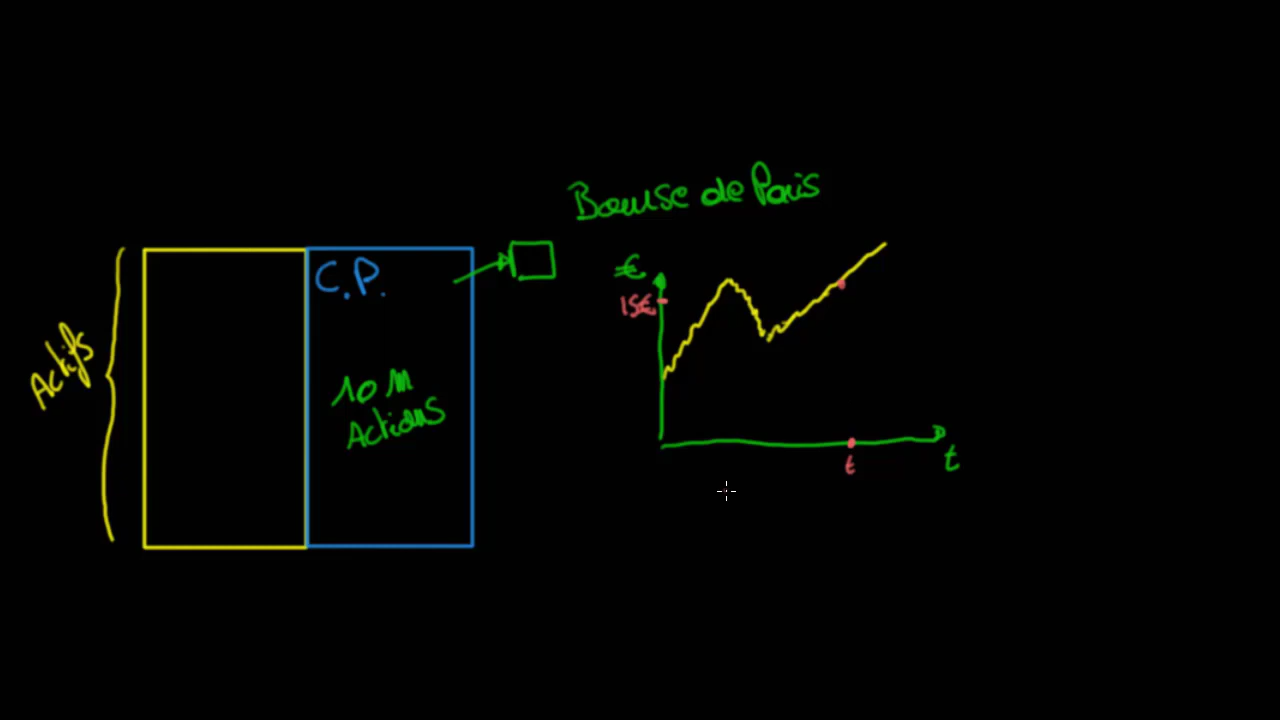 Bourse de Paris
Actifs
C.P.
10 M
Actions
€
15€
t
t